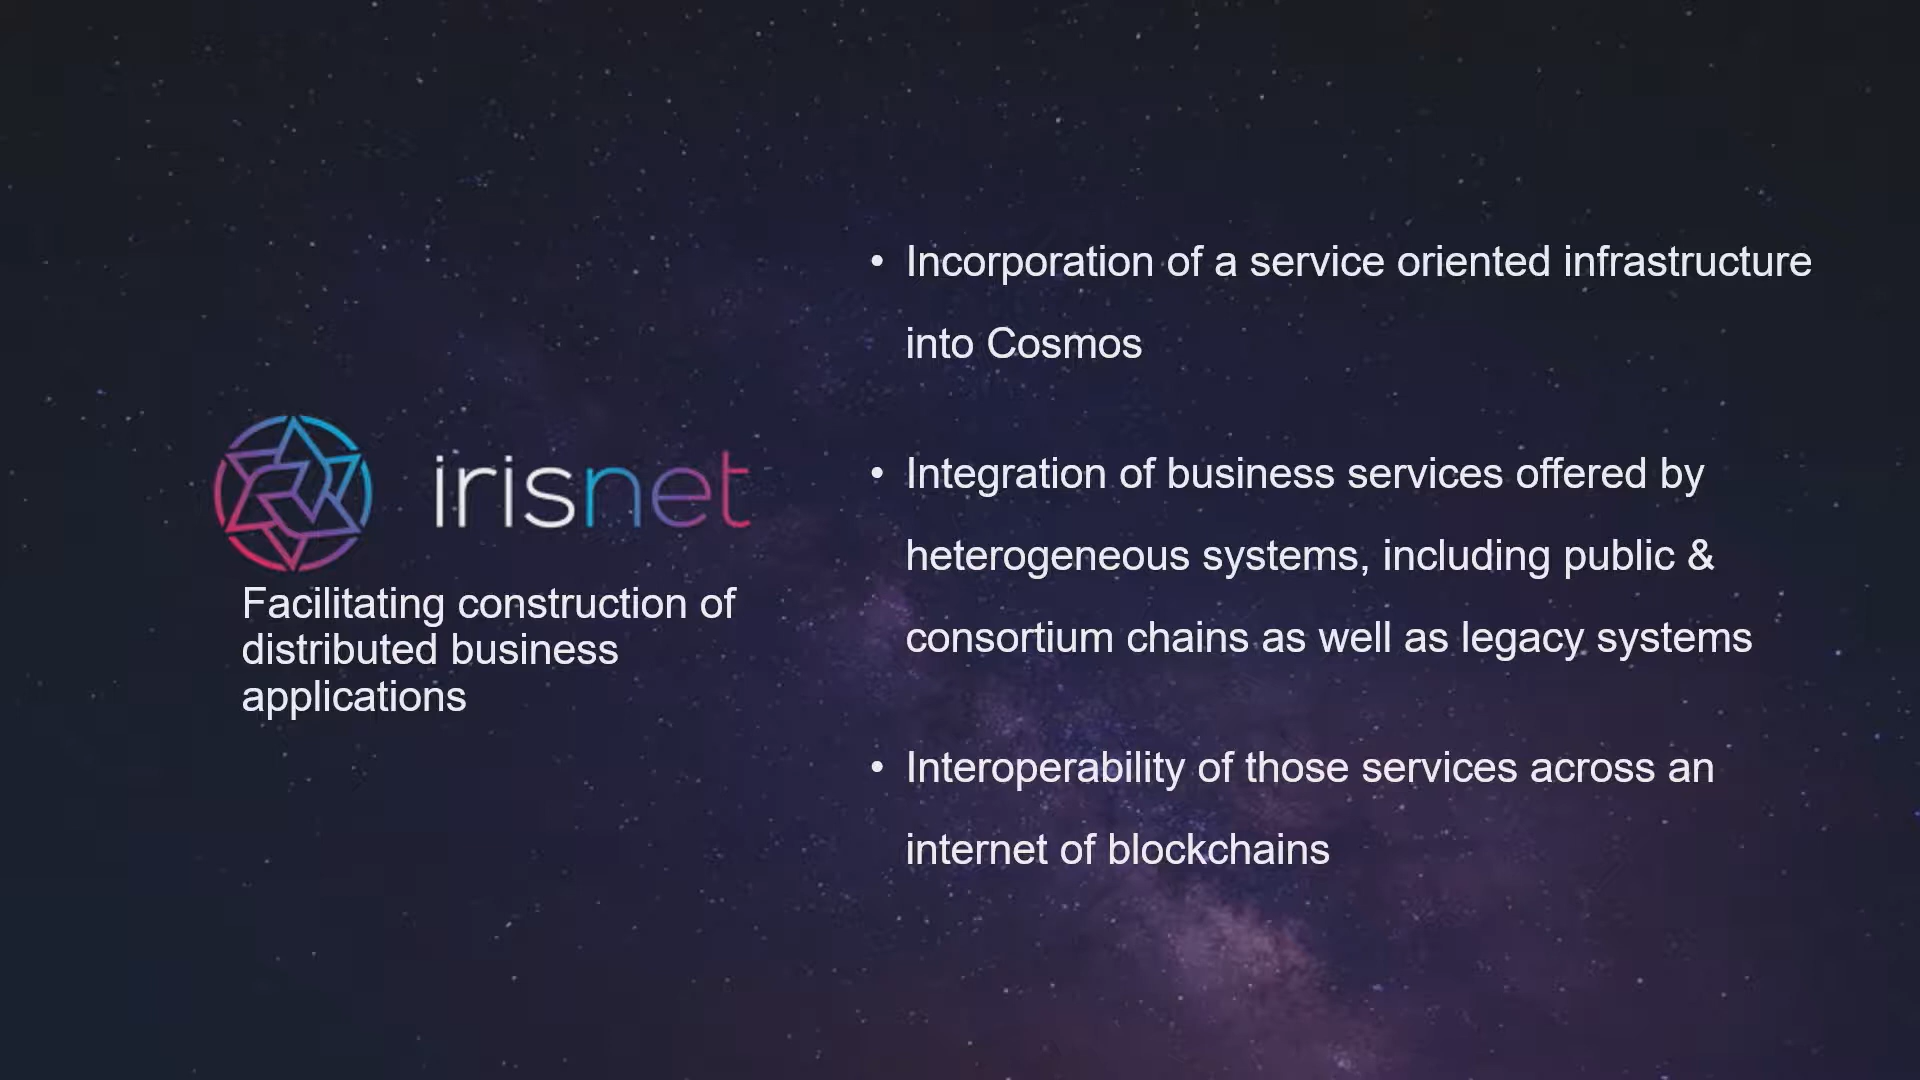 irisnet
Facilitating construction of
distributed business
applications
• Incorporation of a service oriented infrastructure
into Cosmos
• Integration of business services offered by
heterogeneous systems, including public &
consortium chains as well as legacy systems
• Interoperability of those services across an
internet of blockchains